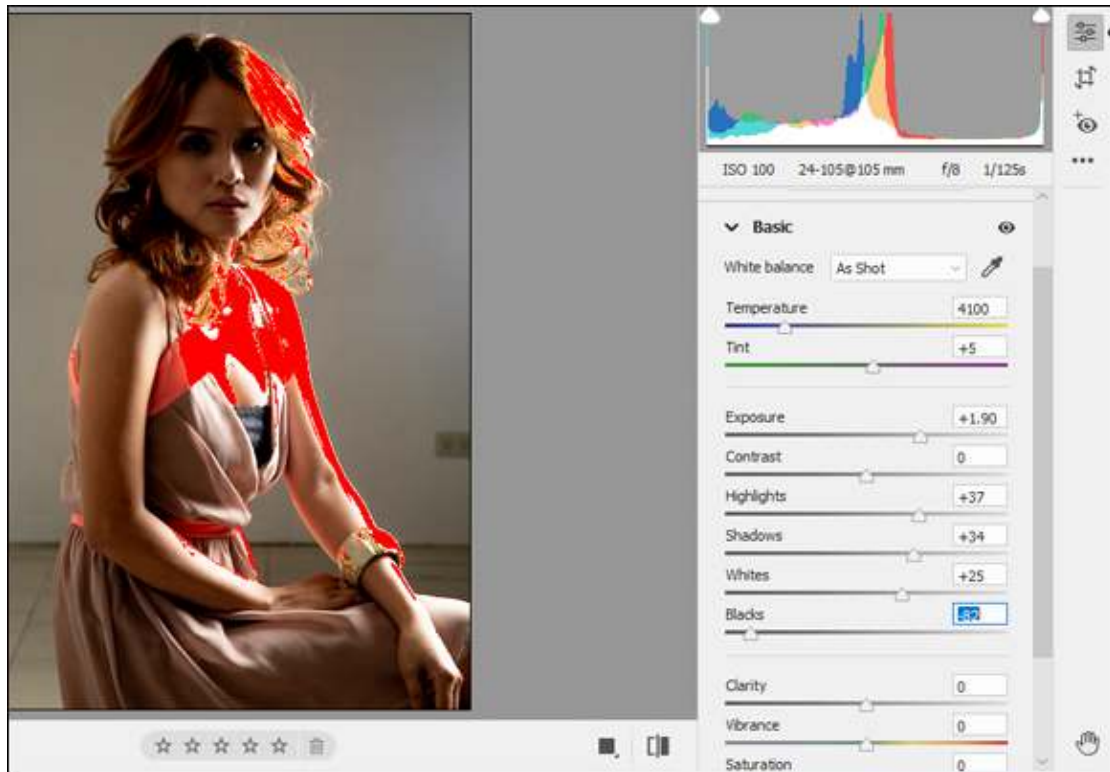 ISO 100 24-105@105 mm f/8 1/125s
Basic
White balance As Shot
Temperature 4100
Tint +5
Exposure +1.90
Contrast 0
Highlights +37
Shadows +34
Whites +25
Blacks -82
Clarity 0
Vibrance 0
Saturation 0